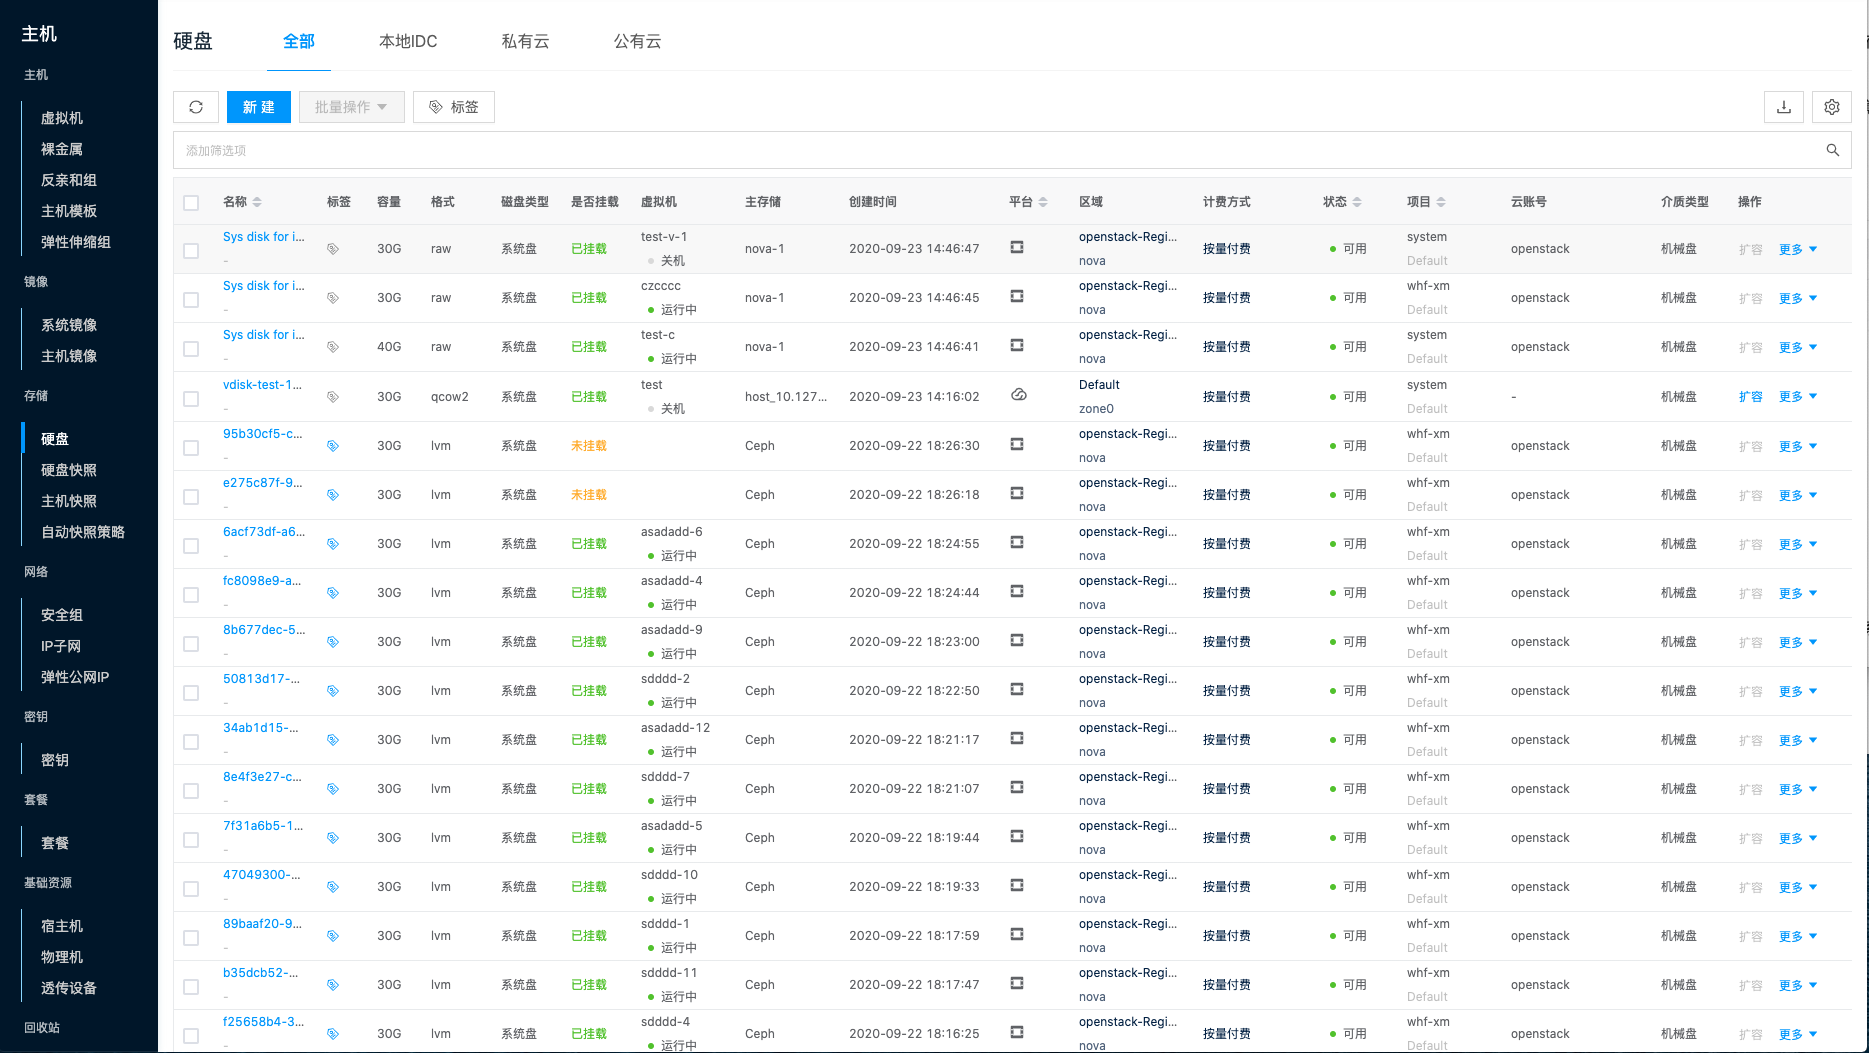 主机
主机
虚拟机
裸金属
反亲和组
主机模板
弹性伸缩组
镜像
系统镜像
主机镜像
存储
硬盘
硬盘快照
主机快照
自动快照策略
网络
安全组
IP子网
弹性公网IP
密钥
密钥
套餐
套餐
基础资源
宿主机
物理机
透传设备
回收站
硬盘 全部 本地IDC 私有云 公有云
新 建 批量操作 标签
添加筛选项
名称 标签 容量 格式 磁盘类型 是否挂载 虚拟机 主存储 创建时间 平台 区域 计费方式 状态 项目 云账号 介质类型 操作
Sys disk for i... test-v-1 openstack-Regi... system
30G raw 系统盘 已挂载 nova-1 2020-09-23 14:46:47 按量付费 可用 openstack 机械盘 扩容 更多
- 关机 nova Default
Sys disk for i... czcccc openstack-Regi... whf-xm
30G raw 系统盘 已挂载 nova-1 2020-09-23 14:46:45 按量付费 可用 openstack 机械盘 扩容 更多
- 运行中 nova Default
Sys disk for i... test-c openstack-Regi... system
40G raw 系统盘 已挂载 nova-1 2020-09-23 14:46:41 按量付费 可用 openstack 机械盘 扩容 更多
- 运行中 nova Default
vdisk-test-1... test Default system
30G qcow2 系统盘 已挂载 host_10.127... 2020-09-23 14:16:02 按量付费 可用 - 机械盘 扩容 更多
- 关机 zone0 Default
95b30cf5-c... openstack-Regi... whf-xm
30G lvm 系统盘 未挂载 Ceph 2020-09-22 18:26:30 按量付费 可用 openstack 机械盘 扩容 更多
- nova Default
e275c87f-9... openstack-Regi... whf-xm
30G lvm 系统盘 未挂载 Ceph 2020-09-22 18:26:18 按量付费 可用 openstack 机械盘 扩容 更多
- nova Default
6acf73df-a6... asadadd-6 openstack-Regi... whf-xm
30G lvm 系统盘 已挂载 Ceph 2020-09-22 18:24:55 按量付费 可用 openstack 机械盘 扩容 更多
- 运行中 nova Default
fc8098e9-a... asadadd-4 openstack-Regi... whf-xm
30G lvm 系统盘 已挂载 Ceph 2020-09-22 18:24:44 按量付费 可用 openstack 机械盘 扩容 更多
- 运行中 nova Default
8b677dec-5... asadadd-9 openstack-Regi... whf-xm
30G lvm 系统盘 已挂载 Ceph 2020-09-22 18:23:00 按量付费 可用 openstack 机械盘 扩容 更多
- 运行中 nova Default
50813d17-... sdddd-2 openstack-Regi... whf-xm
30G lvm 系统盘 已挂载 Ceph 2020-09-22 18:22:50 按量付费 可用 openstack 机械盘 扩容 更多
- 运行中 nova Default
34ab1d15-... asadadd-12 openstack-Regi... whf-xm
30G lvm 系统盘 已挂载 Ceph 2020-09-22 18:21:17 按量付费 可用 openstack 机械盘 扩容 更多
- 运行中 nova Default
8e4f3e27-c... sdddd-7 openstack-Regi... whf-xm
30G lvm 系统盘 已挂载 Ceph 2020-09-22 18:21:07 按量付费 可用 openstack 机械盘 扩容 更多
- 运行中 nova Default
7f31a6b5-1... asadadd-5 openstack-Regi... whf-xm
30G lvm 系统盘 已挂载 Ceph 2020-09-22 18:19:44 按量付费 可用 openstack 机械盘 扩容 更多
- 运行中 nova Default
47049300-... sdddd-10 openstack-Regi... whf-xm
30G lvm 系统盘 已挂载 Ceph 2020-09-22 18:19:33 按量付费 可用 openstack 机械盘 扩容 更多
- 运行中 nova Default
89baaf20-9... sdddd-1 openstack-Regi... whf-xm
30G lvm 系统盘 已挂载 Ceph 2020-09-22 18:17:59 按量付费 可用 openstack 机械盘 扩容 更多
- 运行中 nova Default
b35dcb52-... sdddd-11 openstack-Regi... whf-xm
30G lvm 系统盘 已挂载 Ceph 2020-09-22 18:17:47 按量付费 可用 openstack 机械盘 扩容 更多
- 运行中 nova Default
f25658b4-3... sdddd-4 openstack-Regi... whf-xm
30G lvm 系统盘 已挂载 Ceph 2020-09-22 18:16:25 按量付费 可用 openstack 机械盘 扩容 更多
- 运行中 nova Default